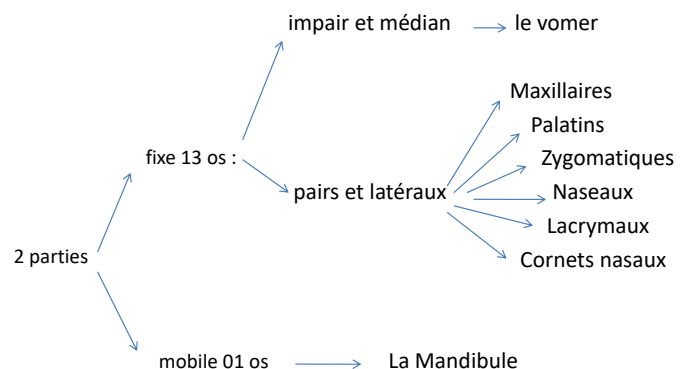 impair et médian
le vomer
Maxillaires
Palatins
fixe 13 os :
Zygomatiques
pairs et latéraux
Naseaux
Lacrymaux
2 parties
Cornets nasaux
mobile 01 os
La Mandibule